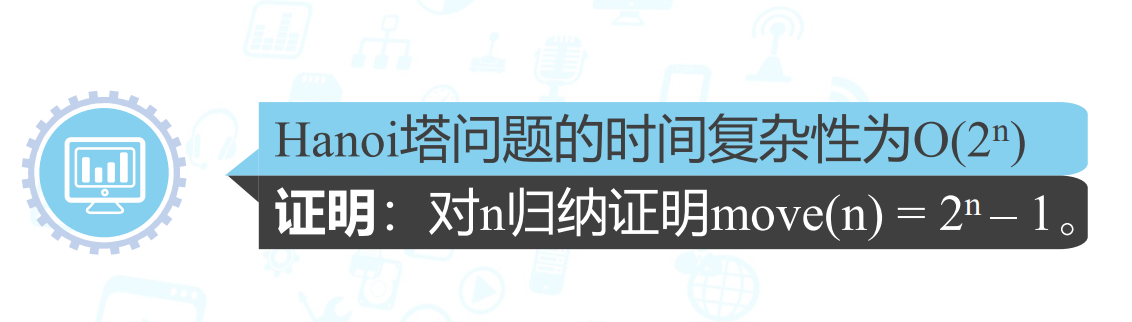 Hanoi塔问题的时间复杂性为O(2ⁿ)
证明：对n归纳证明move(n) = 2ⁿ – 1。